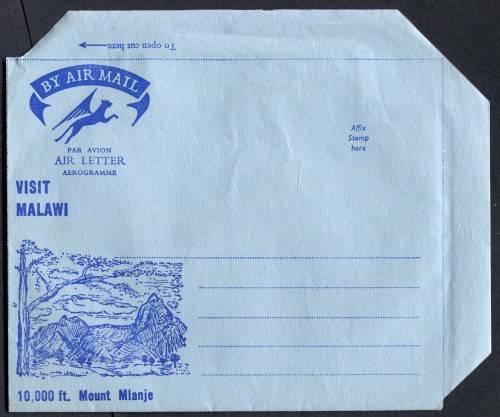 To open cut here
BY AIR MAIL
PAR AVION
AIR LETTER
AEROGRAMME
Affix
Stamp
here
VISIT
MALAWI
10,000 ft. Mount Mlanje